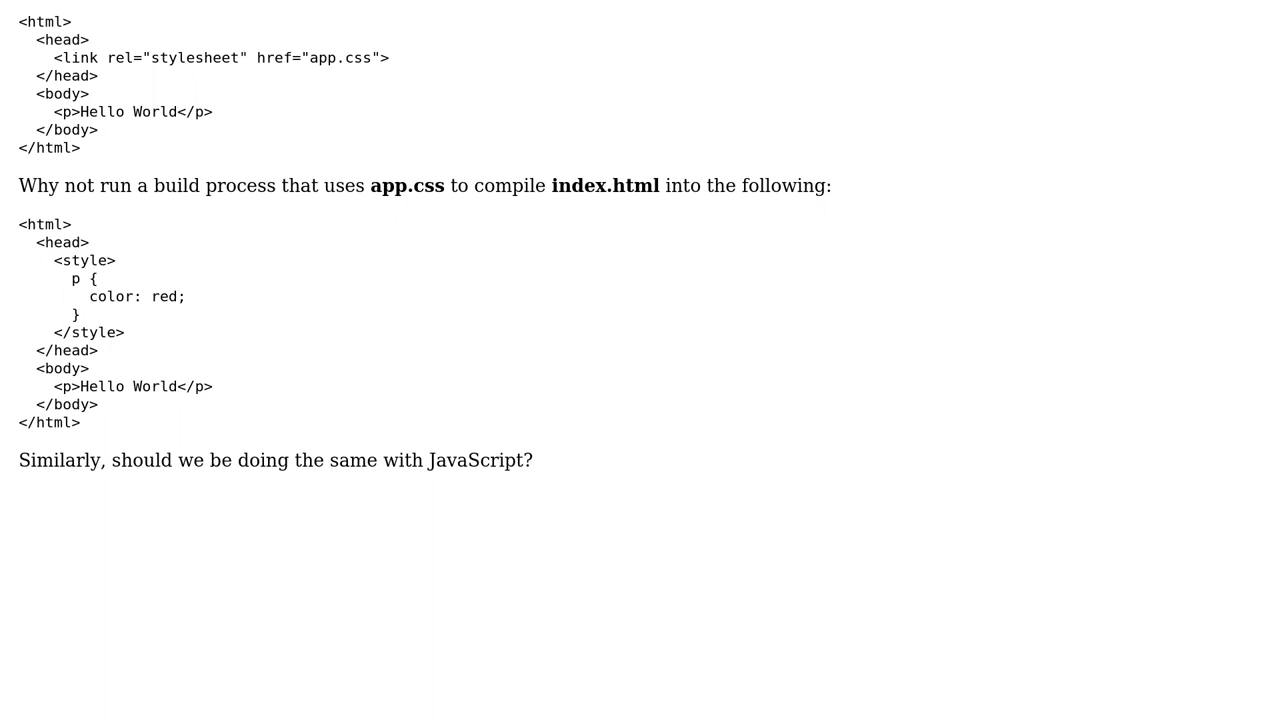 <html>
  <head>
    <link rel="stylesheet" href="app.css">
  </head>
  <body>
    <p>Hello World</p>
  </body>
</html>
Why not run a build process that uses app.css to compile index.html into the following:
<html>
  <head>
    <style>
      p {
        color: red;
      }
    </style>
  </head>
  <body>
    <p>Hello World</p>
  </body>
</html>
Similarly, should we be doing the same with JavaScript?